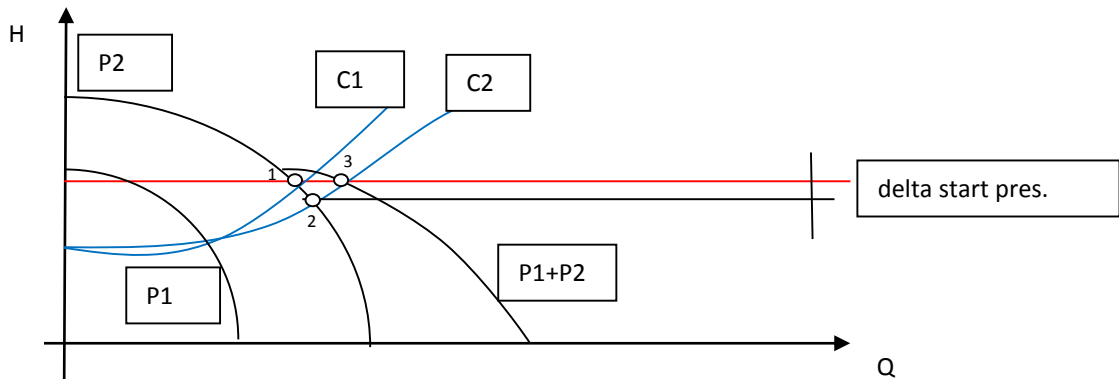 H
P2
C1
C2
1
3
delta start pres.
2
P1
P1+P2
Q